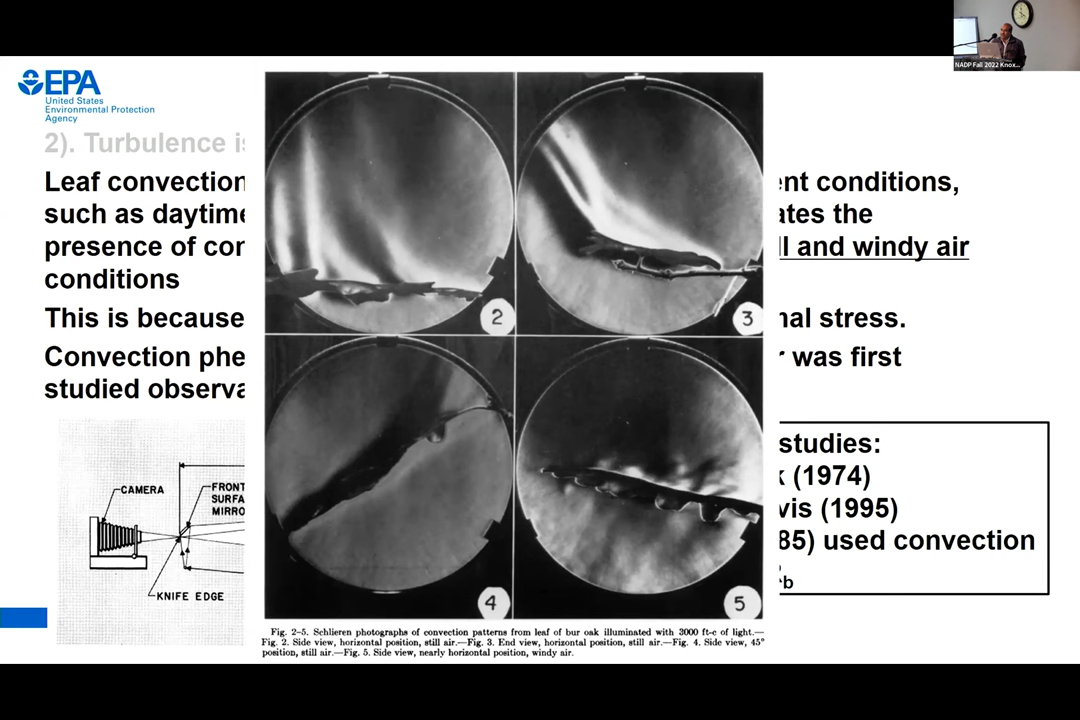 NADP Fall 2022 Knox...
EPA
United States
Environmental Protection
Agency
2). Turbulence is
Leaf convection
such as daytime
presence of con
conditions
This is because
Convection phe
studied observa
ent conditions,
ates the
ll and windy air
nal stress.
r was first
CAMERA
FRONT
SURFA
MIRRO
KNIFE EDGE
2
3
4
5
Fig. 2-5. Schlieren photographs of convection patterns from leaf of bur oak illuminated with 3000 ft-c of light.—
Fig. 2. Side view, horizontal position, still air.—Fig. 3. End view, horizontal position, still air.—Fig. 4. Side view, 45°
position, still air.—Fig. 5. Side view, nearly horizontal position, windy air.
studies:
k (1974)
vis (1995)
85) used convection
b